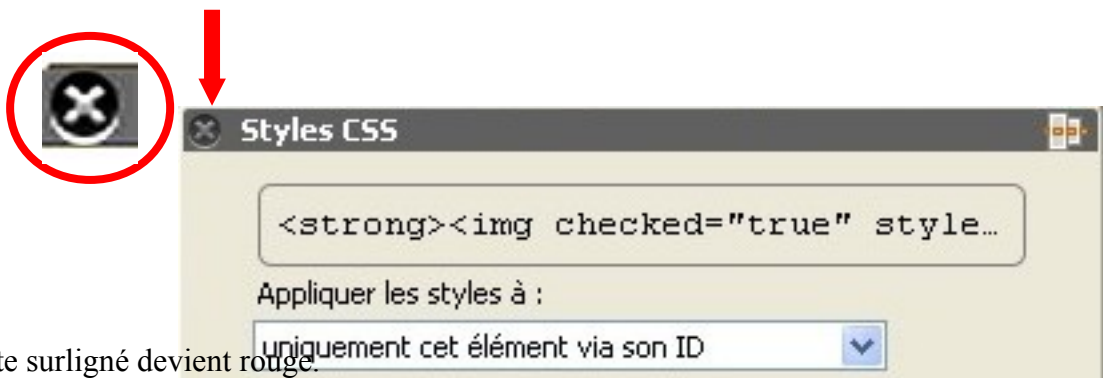 Styles CSS
<strong><img checked="true" style…
Appliquer les styles à :
uniquement cet élément via son ID
te surligné devient rouge.